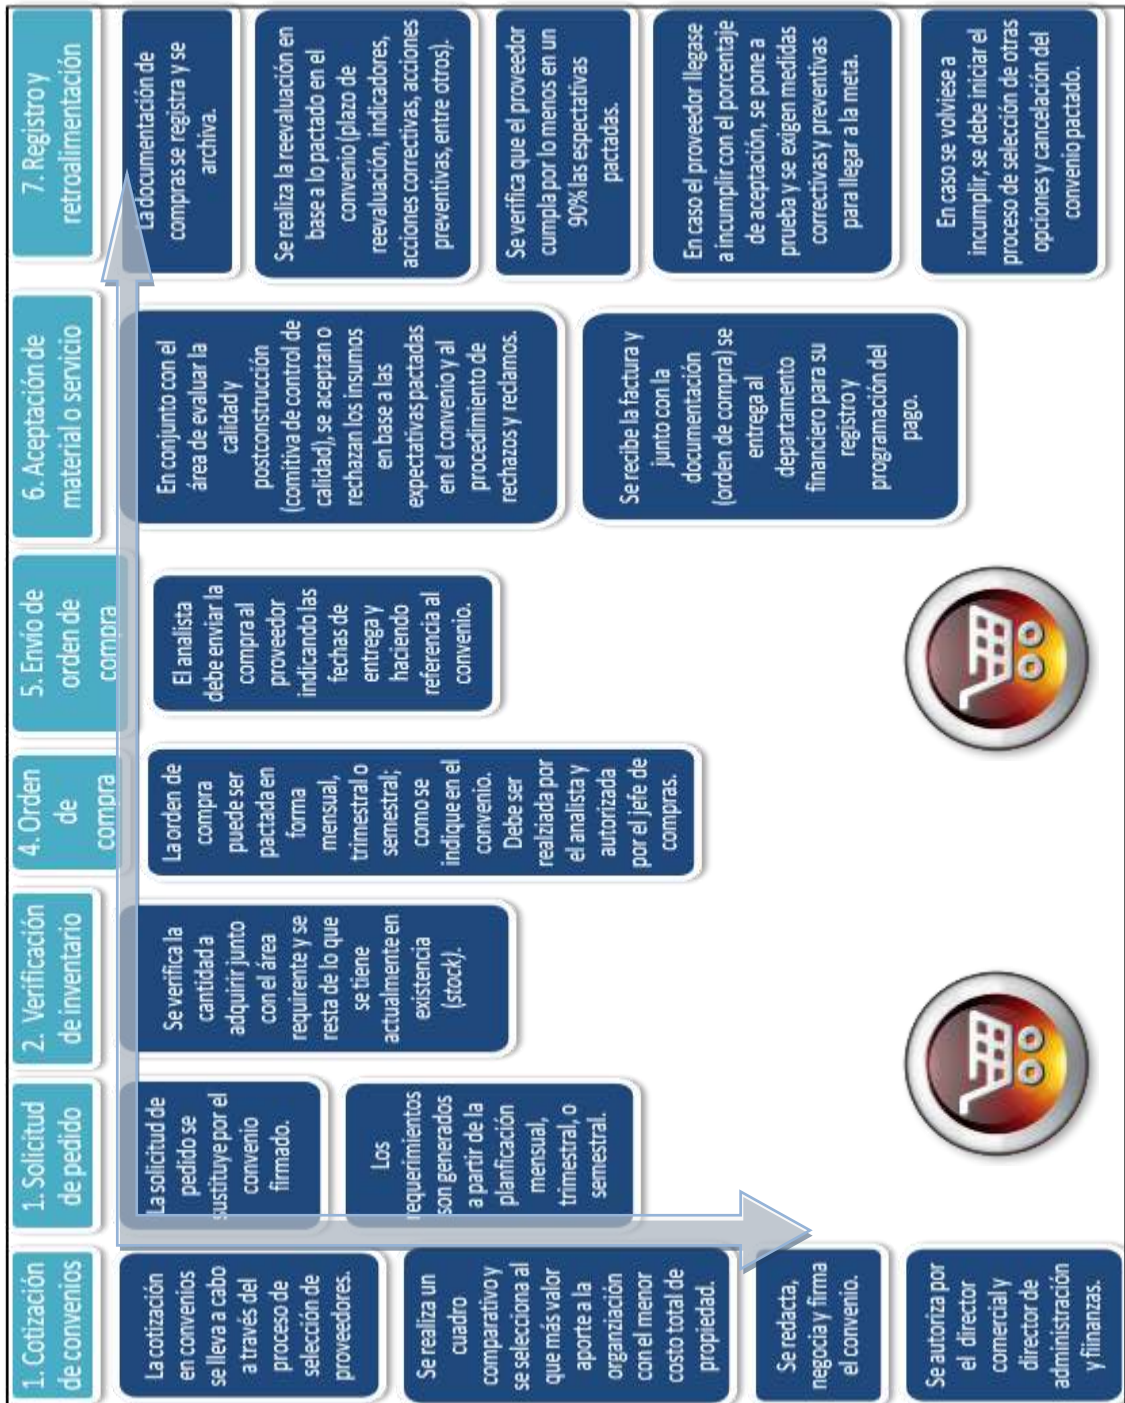 1. Cotización
de convenios
La cotización
en convenios
se lleva a cabo
a través del
proceso de
selección de
proveedores.
Se realiza un
cuadro
comparativo y
se selecciona al
que más valor
aporte a la
organziación
con el menor
costo total de
propiedad.
Se redacta,
negocia y firma
el convenio.
Se autoriza por
el director
comercial y
director de
administración
y fiinanzas.
1. Solicitud
de pedido
La solicitud de
pedido se
sustituye por el
convenio
firmado.
Los
requerimientos
son generados
a partir de la
planficación
mensual,
trimestral, o
semestral.
2. Verificación
de inventario
Se verifica la
cantidad a
adquirir junto
con el área
requirente y se
resta de lo que
se tiene
actualmente en
existencia
(stock).
4. Orden
de
compra
La orden de
compra
puede ser
pactada en
forma
mensual,
trimestral o
semestral;
como se
indique en el
convenio.
Debe ser
realziada por
el analista y
autorizada
por el jefe de
compras.
5. Envío de
orden de
compra
El analista
debe enviar la
compra al
proveedor
indicando las
fechas de
entrega y
haciendo
referencia al
convenio.
6. Aceptación de
material o servicio
En conjunto con el
área de evaluar la
calidad y
postconstrucción
(comitiva de control de
calidad), se aceptan o
rechazan los insumos
en base a las
expectativas pactadas
en el convenio y al
procedimiento de
rechazos y reclamos.
Se recibe la factura y
junto con la
documentación
(orden de compra) se
entrega al
departamento
financiero para su
registro y
programación del
pago.
7. Registro y
retroalimentación
La documentación de
compras se registra y se
archiva.
Se realiza la reevaluación en
base a lo pactado en el
convenio (plazo de
reevaluación, indicadores,
acciones correctivas, acciones
preventivas, entre otros).
Se verifica que el proveedor
cumpla por lo menos en un
90% las espectativas
pactadas.
En caso el proveedor llegase
a incumplir con el porcentaje
de aceptación, se pone a
prueba y se exigen medidas
correctivas y preventivas
para llegar a la meta.
En caso se volviese a
incumplir, se debe iniciar el
proceso de selección de otras
opciones y cancelación del
convenio pactado.